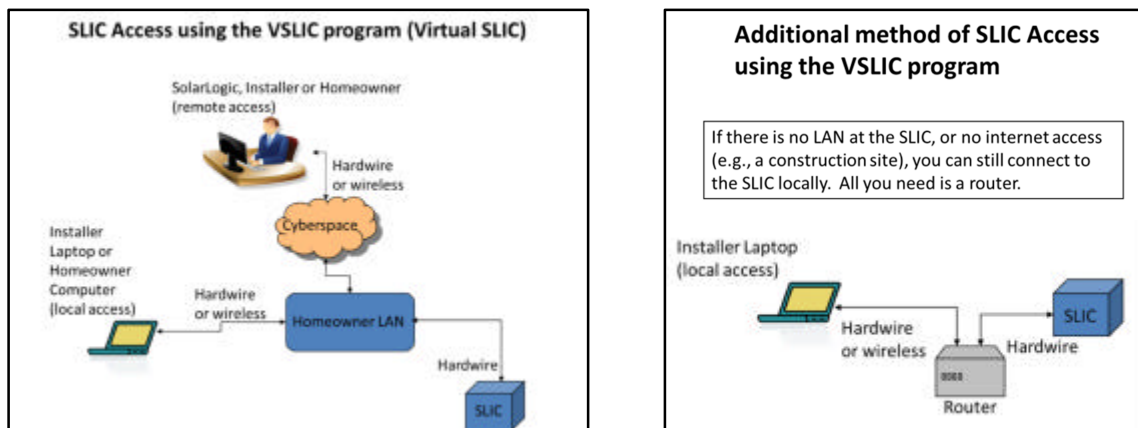 SLIC Access using the VSLIC program (Virtual SLIC)
SolarLogic, Installer or Homeowner
(remote access)
Hardwire
or wireless
Cyberspace
Installer
Laptop or
Homeowner
Computer
(local access)
Hardwire
or wireless
Homeowner LAN
Hardwire
SLIC
Additional method of SLIC Access
using the VSLIC program
If there is no LAN at the SLIC, or no internet access
(e.g., a construction site), you can still connect to
the SLIC locally.  All you need is a router.
Installer Laptop
(local access)
SLIC
Hardwire
or wireless
Hardwire
Router